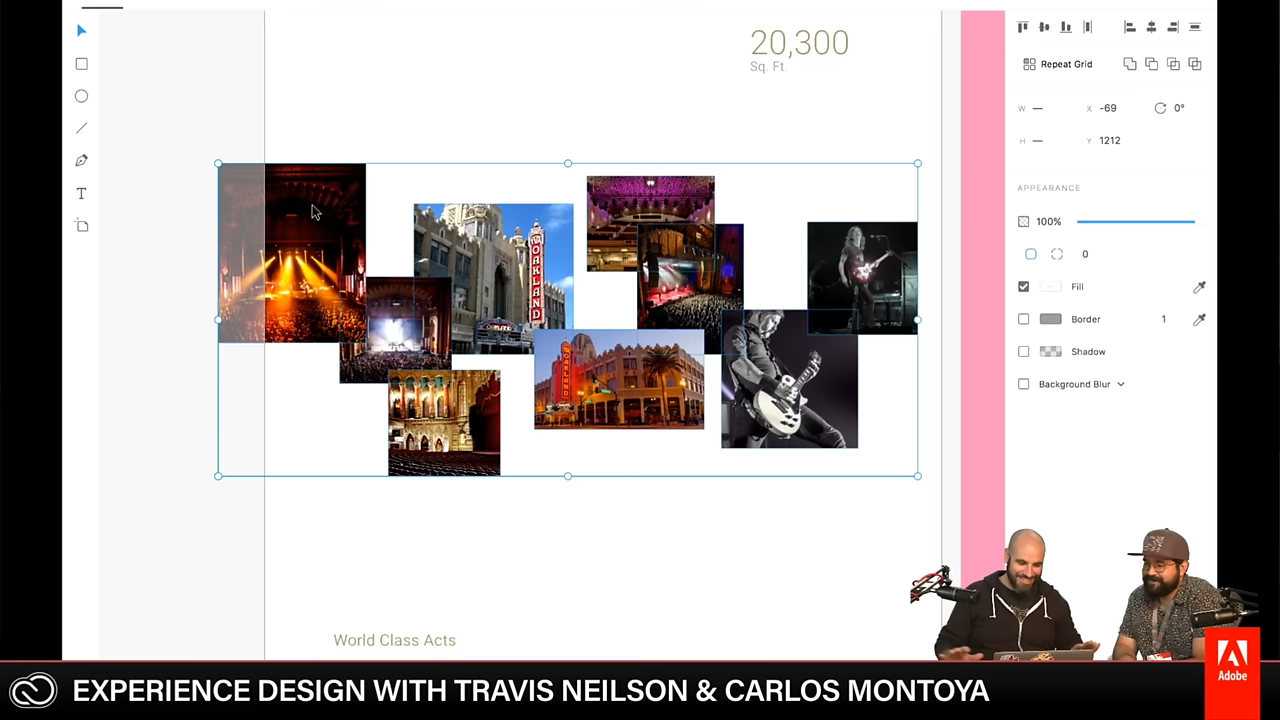 20,300
Sq. Ft.
Repeat Grid
W —
X -69
0°
H —
Y 1212
APPEARANCE
100%
0
Fill
Border
1
Shadow
Background Blur
OAKLAND
OAKLAND
World Class Acts
T
EXPERIENCE DESIGN WITH TRAVIS NEILSON & CARLOS MONTOYA
Adobe